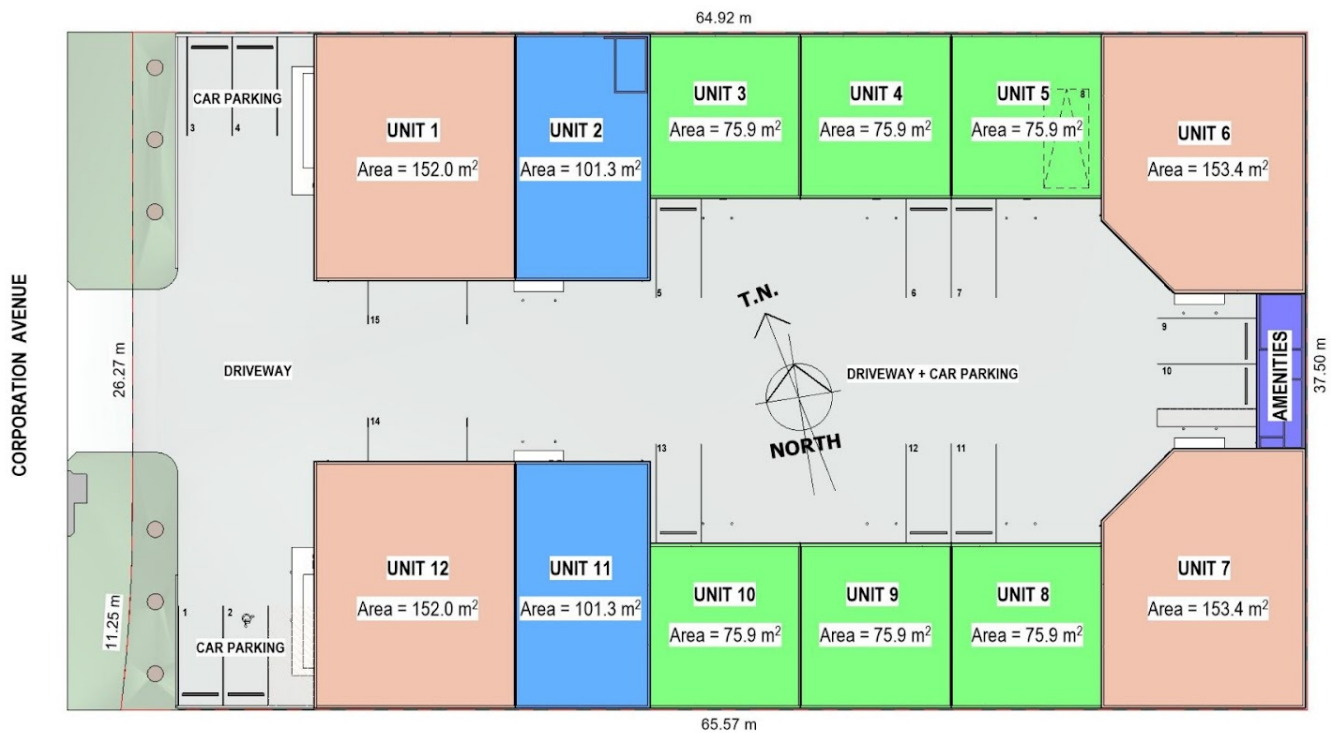 64.92 m
CAR PARKING
3
4
UNIT 1
Area = 152.0 m²
UNIT 2
Area = 101.3 m²
UNIT 3
Area = 75.9 m²
UNIT 4
Area = 75.9 m²
UNIT 5
Area = 75.9 m²
8
UNIT 6
Area = 153.4 m²
CORPORATION AVENUE
26.27 m
DRIVEWAY
15
14
5
6
7
T.N.
NORTH
DRIVEWAY + CAR PARKING
9
10
AMENITIES
37.50 m
13
12
11
11.25 m
1
2
CAR PARKING
UNIT 12
Area = 152.0 m²
UNIT 11
Area = 101.3 m²
UNIT 10
Area = 75.9 m²
UNIT 9
Area = 75.9 m²
UNIT 8
Area = 75.9 m²
UNIT 7
Area = 153.4 m²
65.57 m